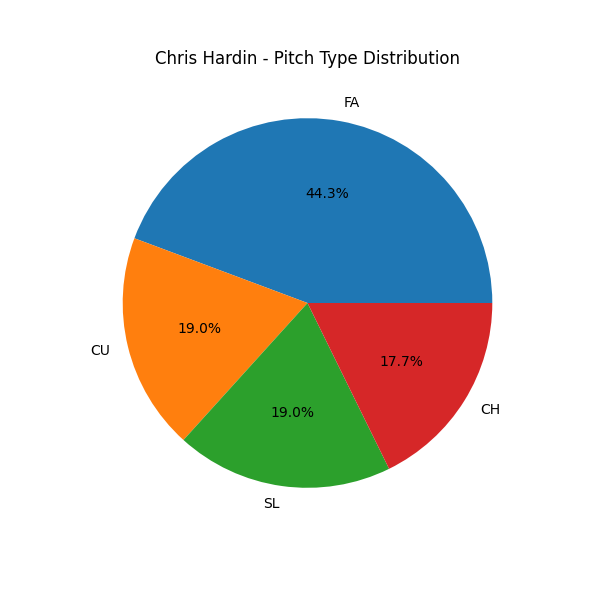 Chris Hardin - Pitch Type Distribution
FA
44.3%
19.0%
CU
CH
17.7%
19.0%
SL